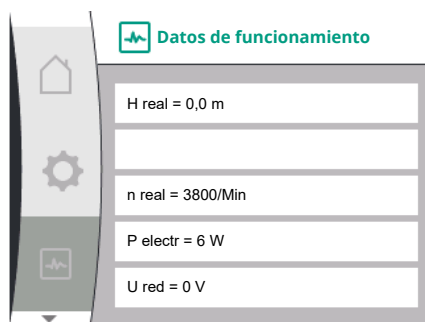 Datos de funcionamiento
H real = 0,0 m
n real = 3800/Min
P electr = 6 W
U red = 0 V